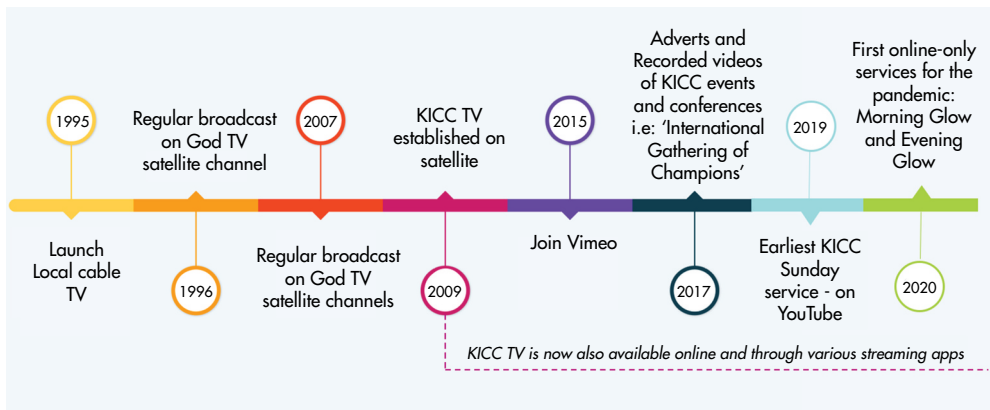 1995
Launch
Local cable
TV
Regular broadcast
on God TV
satellite channel
1996
2007
Regular broadcast
on God TV
satellite channels
KICC TV
established on
satellite
2009
2015
Join Vimeo
Adverts and
Recorded videos
of KICC events
and conferences
i.e: ‘International
Gathering of
Champions’
2017
2019
Earliest KICC
Sunday
service - on
YouTube
First online-only
services for the
pandemic:
Morning Glow
and Evening
Glow
2020
KICC TV is now also available online and through various streaming apps